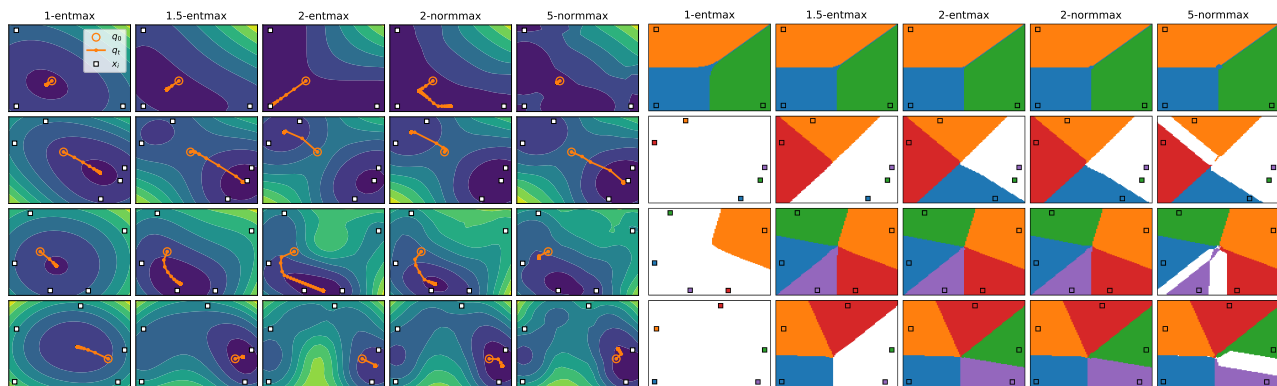 1-entmax 1.5-entmax 2-entmax 2-normmax 5-normmax 1-entmax 1.5-entmax 2-entmax 2-normmax 5-normmax
q₀
qₜ
xᵢ